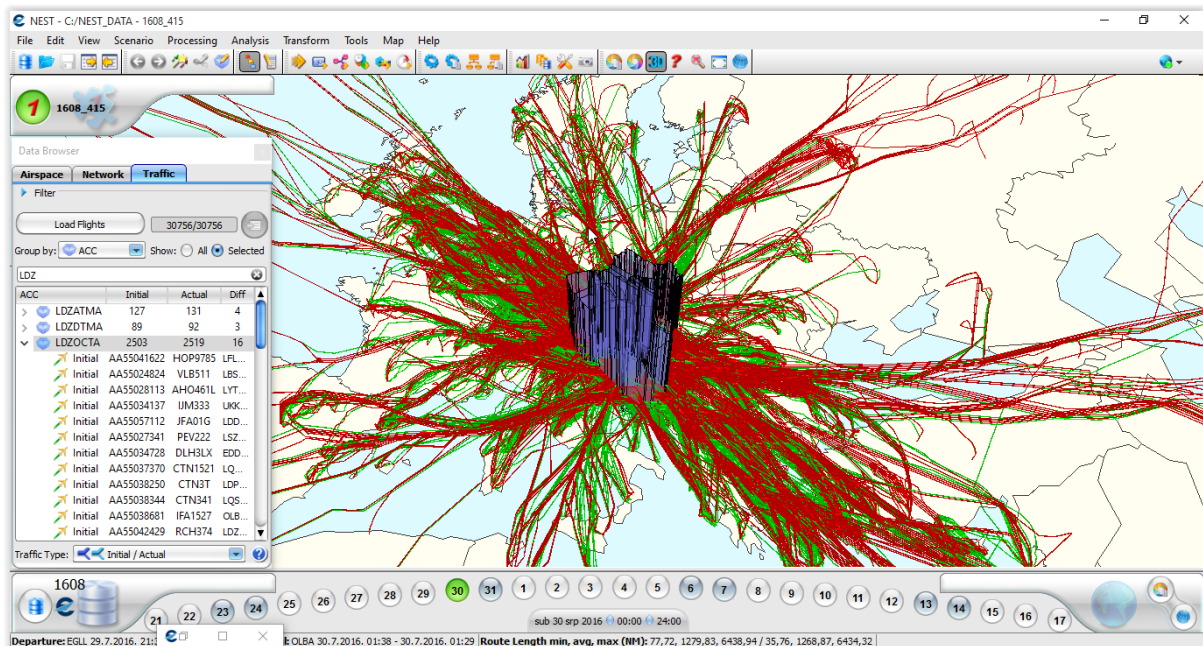 NEST - C:/NEST_DATA - 1608_415
File Edit View Scenario Processing Analysis Transform Tools Map Help
3D ?
1 1608_415
Data Browser
Airspace Network Traffic
Filter
Load Flights 30756/30756
Group by: ACC Show: All Selected
LDZ
ACC Initial Actual Diff
LDZATMA 127 131 4
LDZDTMA 89 92 3
LDZOCTA 2503 2519 16
Initial AA55041622 HOP9785 LFL...
Initial AA55024824 VLB511 LBS...
Initial AA55028113 AHO461L LYT...
Initial AA55034137 IJM333 UKK...
Initial AA55057112 JFA01G LDD...
Initial AA55027341 PEV222 LSZ...
Initial AA55034728 DLH3LX EDD...
Initial AA55037370 CTN1521 LQ...
Initial AA55038250 CTN3T LDP...
Initial AA55038344 CTN341 LQS...
Initial AA55038681 IFA1527 OLB...
Initial AA55042429 RCH374 LDZ...
Traffic Type: Initial / Actual ?
1608
21 22 23 24 25 26 27 28 29 30 31 1 2 3 4 5 6 7 8 9 10 11 12 13 14 15 16 17
sub 30 srp 2016 00:00 24:00
Departure: EGLL 29.7.2016. 21: OLBA 30.7.2016. 01:38 - 30.7.2016. 01:29 Route Length min, avg, max (NM): 77,72, 1279,83, 6438,94 / 35,76, 1268,87, 6434,32